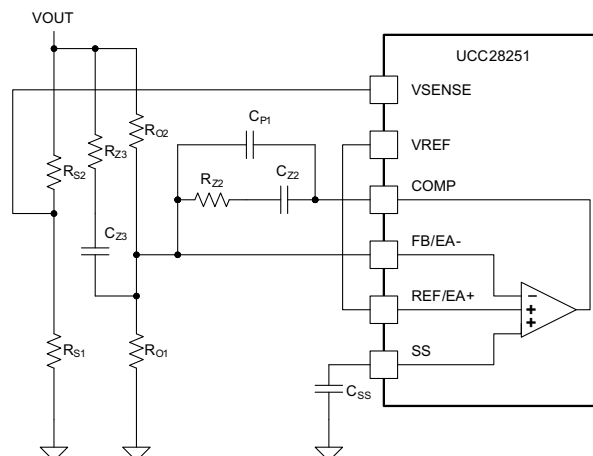 VOUT
UCC28251
VSENSE
CP1
RO2
VREF
RZ3
RS2
RZ2
CZ2
COMP
CZ3
FB/EA-
−
REF/EA+
+
+
RS1
RO1
SS
CSS